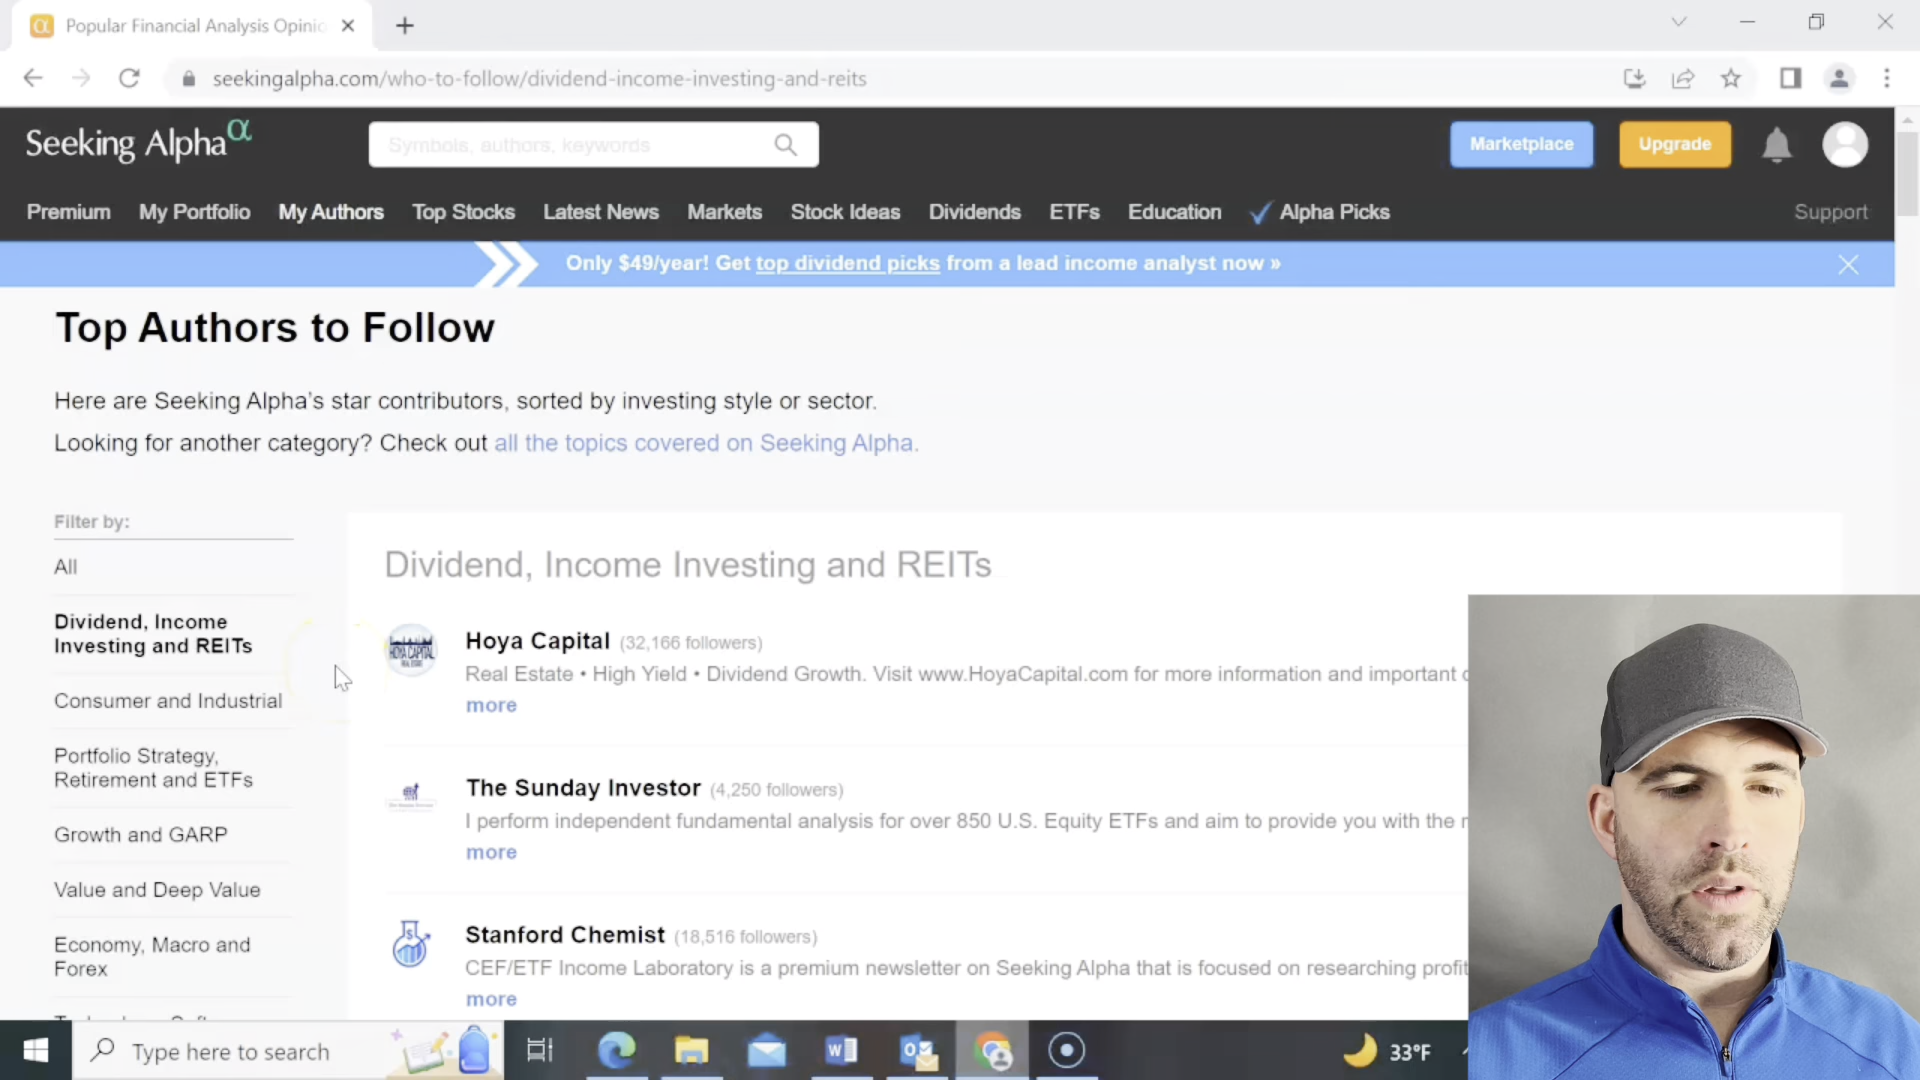 Popular Financial Analysis Opinio
seekingalpha.com/who-to-follow/dividend-income-investing-and-reits
Seeking Alpha α
Symbols, authors, keywords
Marketplace
Upgrade
Premium My Portfolio My Authors Top Stocks Latest News Markets Stock Ideas Dividends ETFs Education Alpha Picks Support
Only $49/year! Get top dividend picks from a lead income analyst now »
Top Authors to Follow
Here are Seeking Alpha's star contributors, sorted by investing style or sector.
Looking for another category? Check out all the topics covered on Seeking Alpha.
Filter by:
All
Dividend, Income
Investing and REITs
Consumer and Industrial
Portfolio Strategy,
Retirement and ETFs
Growth and GARP
Value and Deep Value
Economy, Macro and
Forex
Dividend, Income Investing and REITs
HOYA CAPITAL
Hoya Capital (32,166 followers)
Real Estate • High Yield • Dividend Growth. Visit www.HoyaCapital.com for more information and important
more
The Sunday Investor (4,250 followers)
I perform independent fundamental analysis for over 850 U.S. Equity ETFs and aim to provide you with the
more
Stanford Chemist (18,516 followers)
CEF/ETF Income Laboratory is a premium newsletter on Seeking Alpha that is focused on researching profit
more
Type here to search
33°F